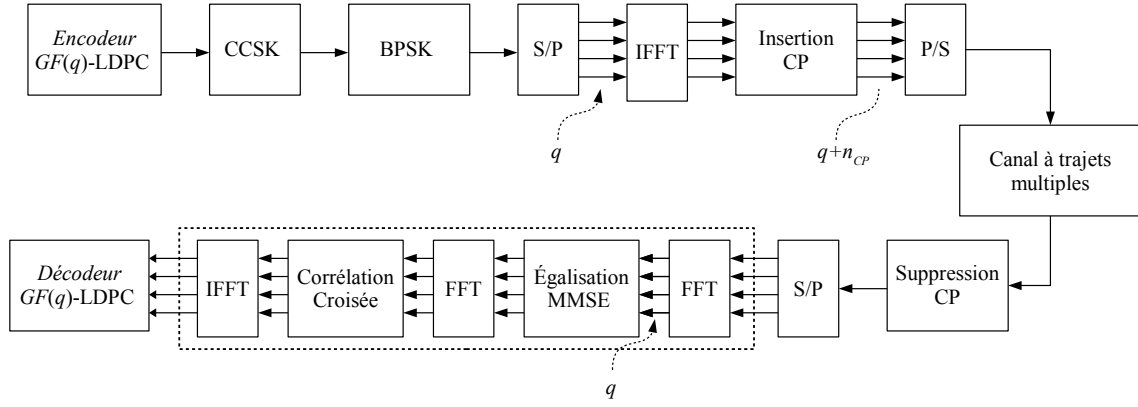 Encodeur
GF(q)-LDPC
CCSK
BPSK
S/P
IFFT
Insertion
CP
P/S
q
q+n_CP
Canal à trajets
multiples
Décodeur
GF(q)-LDPC
IFFT
Corrélation
Croisée
FFT
Égalisation
MMSE
FFT
S/P
Suppression
CP
q